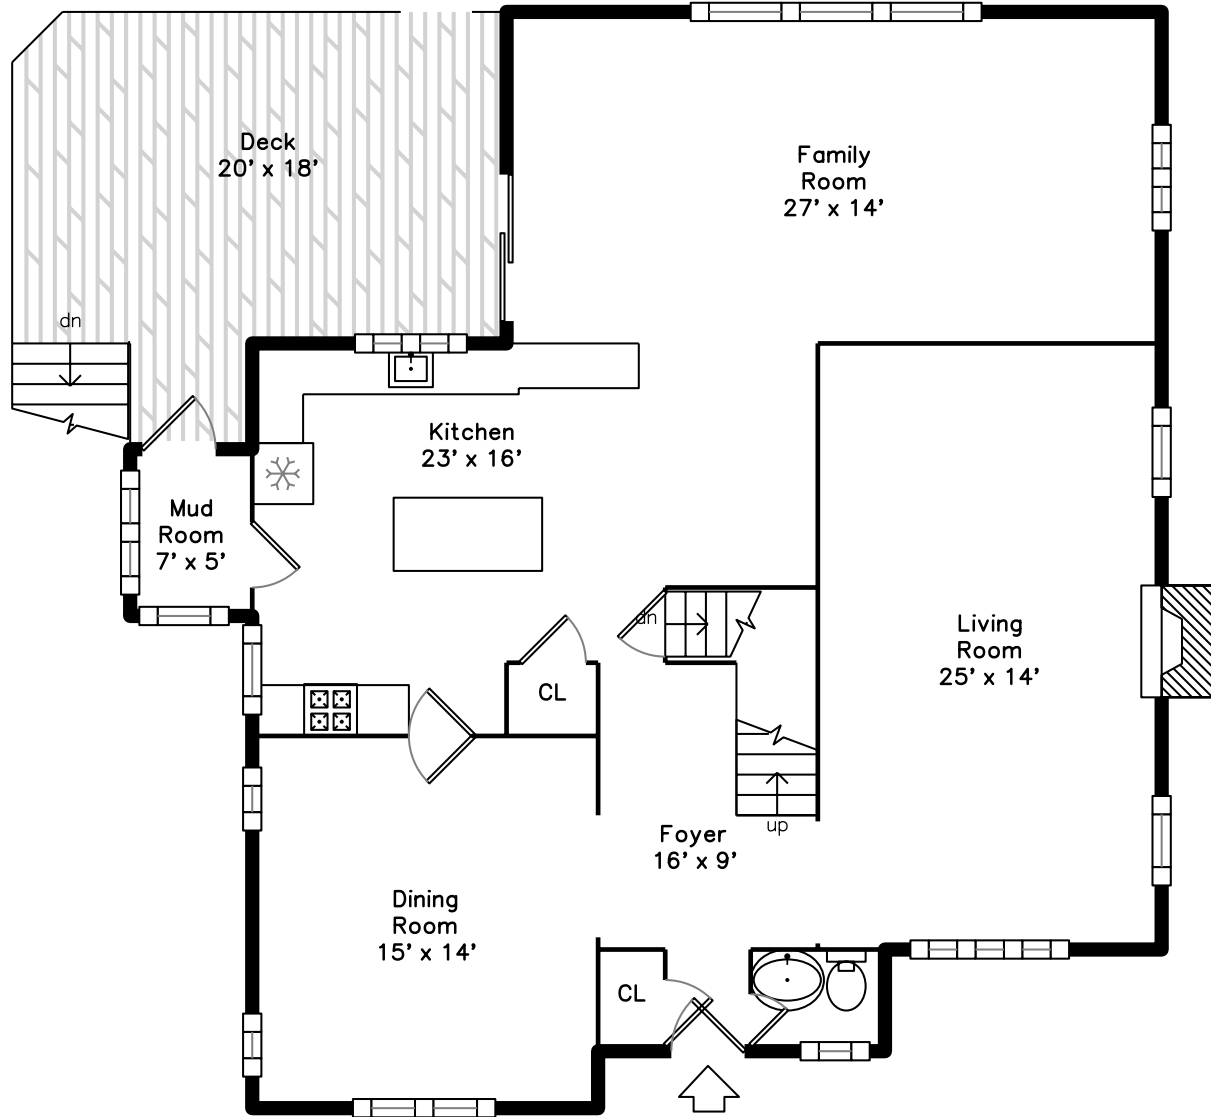 Deck
20' x 18'
Family
Room
27' x 14'
dn
Kitchen
23' x 16'
Mud
Room
7' x 5'
dn
Living
Room
25' x 14'
CL
up
Foyer
16' x 9'
Dining
Room
15' x 14'
CL